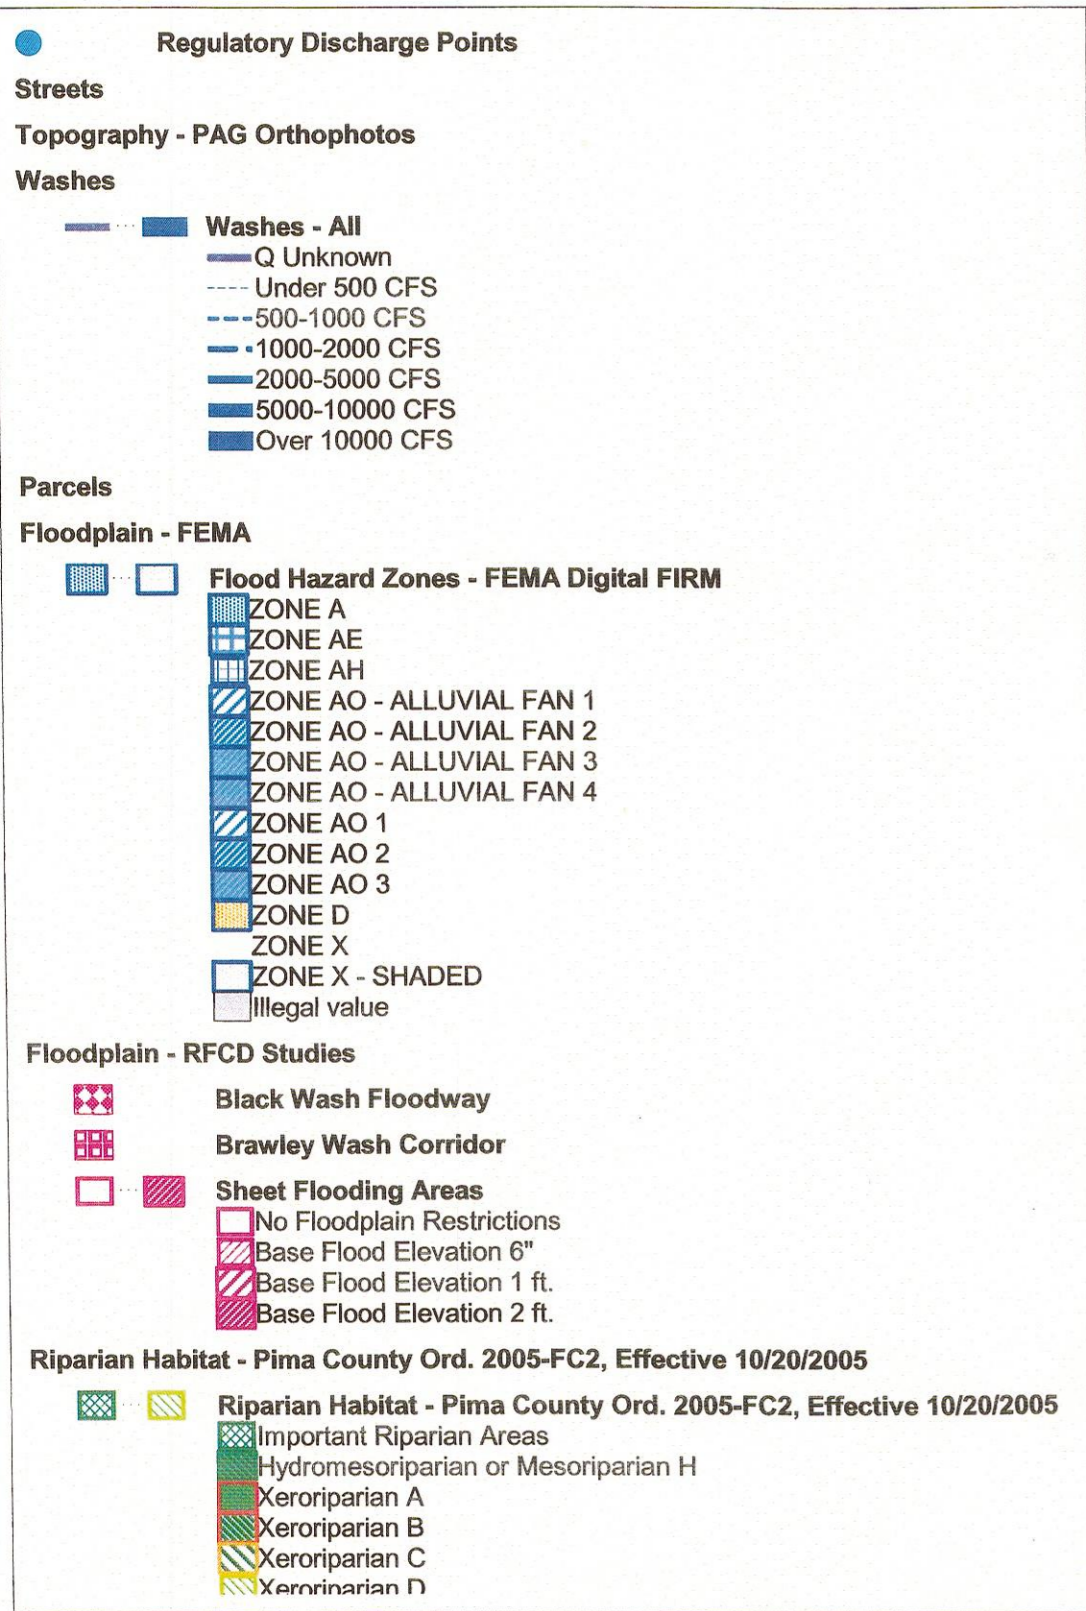 Regulatory Discharge Points
Streets
Topography - PAG Orthophotos
Washes
Washes - All
Q Unknown
Under 500 CFS
500-1000 CFS
1000-2000 CFS
2000-5000 CFS
5000-10000 CFS
Over 10000 CFS
Parcels
Floodplain - FEMA
Flood Hazard Zones - FEMA Digital FIRM
ZONE A
ZONE AE
ZONE AH
ZONE AO - ALLUVIAL FAN 1
ZONE AO - ALLUVIAL FAN 2
ZONE AO - ALLUVIAL FAN 3
ZONE AO - ALLUVIAL FAN 4
ZONE AO 1
ZONE AO 2
ZONE AO 3
ZONE D
ZONE X
ZONE X - SHADED
Illegal value
Floodplain - RFCD Studies
Black Wash Floodway
Brawley Wash Corridor
Sheet Flooding Areas
No Floodplain Restrictions
Base Flood Elevation 6"
Base Flood Elevation 1 ft.
Base Flood Elevation 2 ft.
Riparian Habitat - Pima County Ord. 2005-FC2, Effective 10/20/2005
Riparian Habitat - Pima County Ord. 2005-FC2, Effective 10/20/2005
Important Riparian Areas
Hydromesoriparian or Mesoriparian H
Xeroriparian A
Xeroriparian B
Xeroriparian C
Xeroriparian D